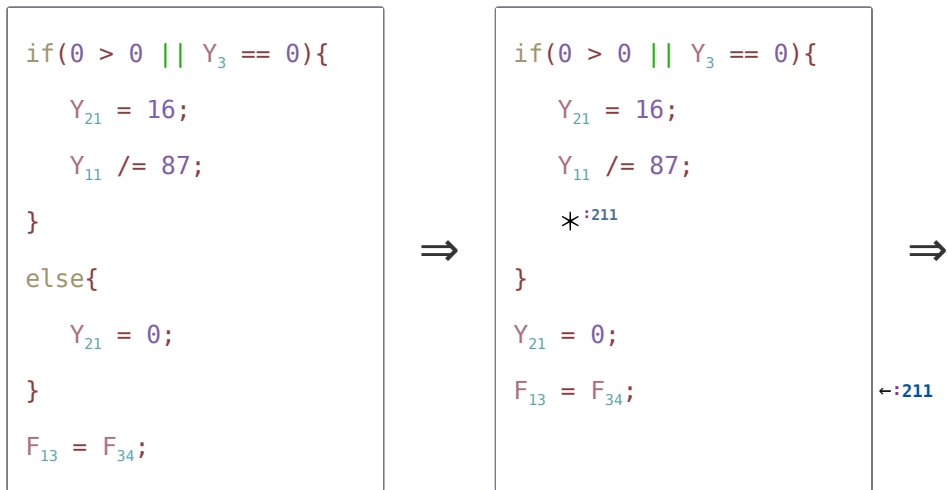 if(0 > 0 || Y₃ == 0){
Y₂₁ = 16;
Y₁₁ /= 87;
}
else{
Y₂₁ = 0;
}
F₁₃ = F₃₄;
⇒
if(0 > 0 || Y₃ == 0){
Y₂₁ = 16;
Y₁₁ /= 87;
*:211
}
Y₂₁ = 0;
F₁₃ = F₃₄;
←:211
⇒